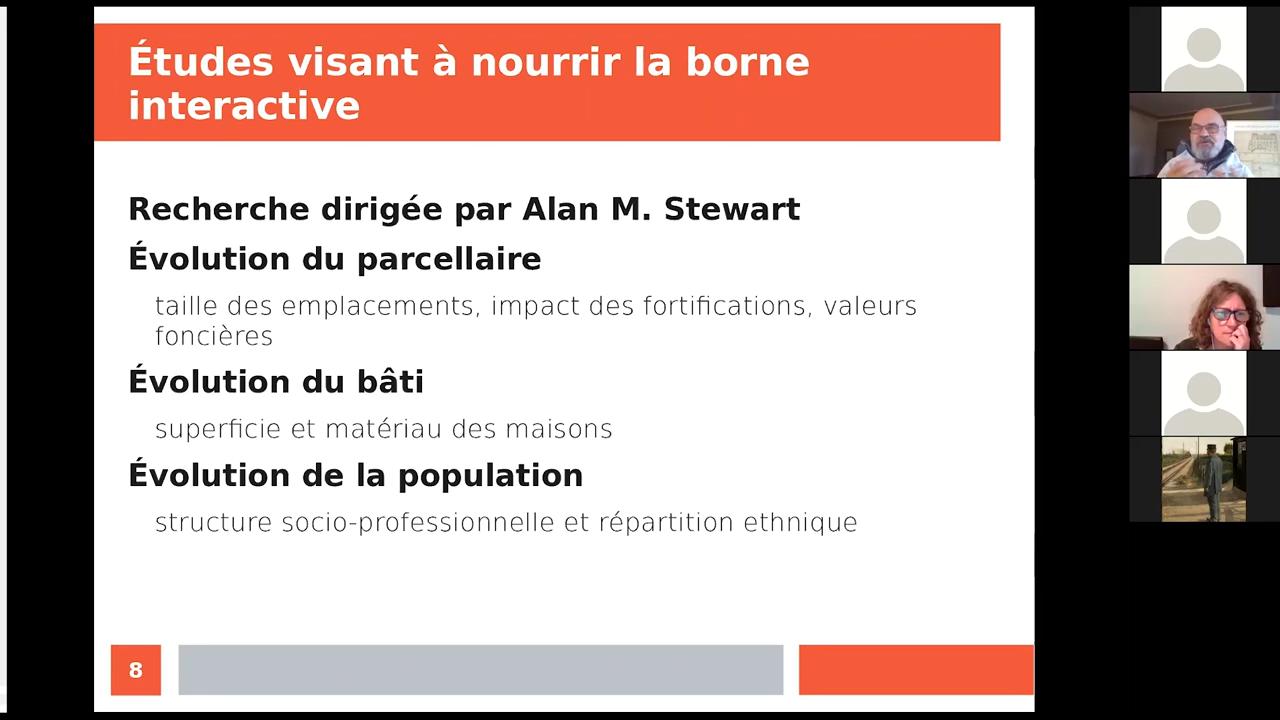 Études visant à nourrir la borne
interactive
Recherche dirigée par Alan M. Stewart
Évolution du parcellaire
taille des emplacements, impact des fortifications, valeurs
foncières
Évolution du bâti
superficie et matériau des maisons
Évolution de la population
structure socio-professionnelle et répartition ethnique
8